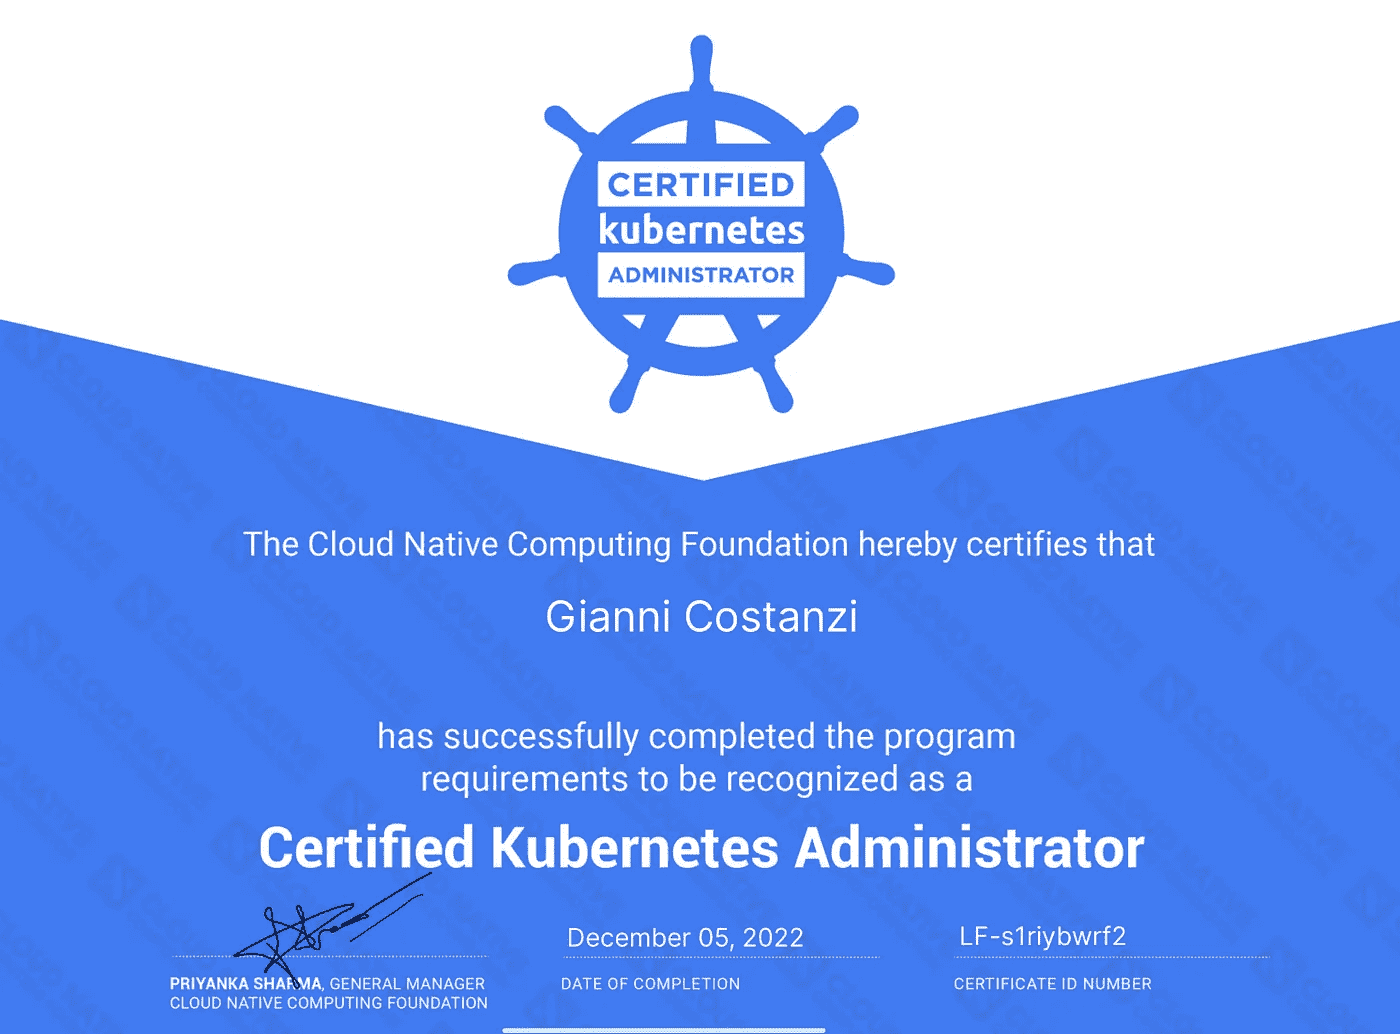 CERTIFIED
kubernetes
ADMINISTRATOR
The Cloud Native Computing Foundation hereby certifies that
Gianni Costanzi
has successfully completed the program
requirements to be recognized as a
Certified Kubernetes Administrator
December 05, 2022
LF-s1riybwrf2
PRIYANKA SHARMA, GENERAL MANAGER
CLOUD NATIVE COMPUTING FOUNDATION
DATE OF COMPLETION
CERTIFICATE ID NUMBER